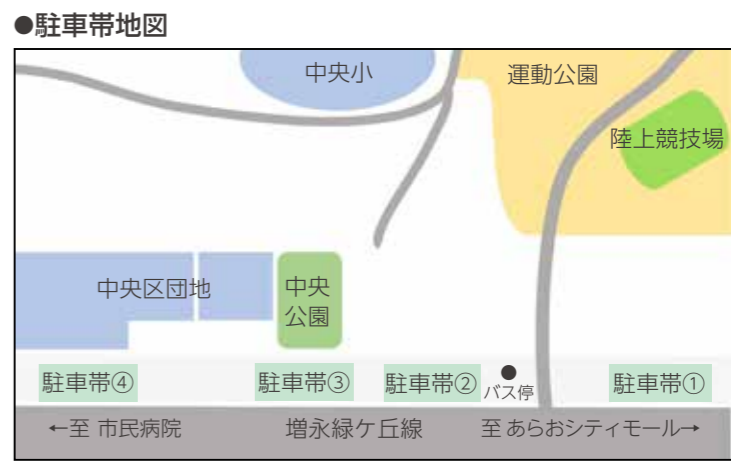 ●駐車帯地図
中央小
運動公園
陸上競技場
中央区団地
中央
公園
駐車帯④
駐車帯③
駐車帯②
●
バス停
駐車帯①
←至 市民病院
増永緑ケ丘線
至 あらおシティモール→